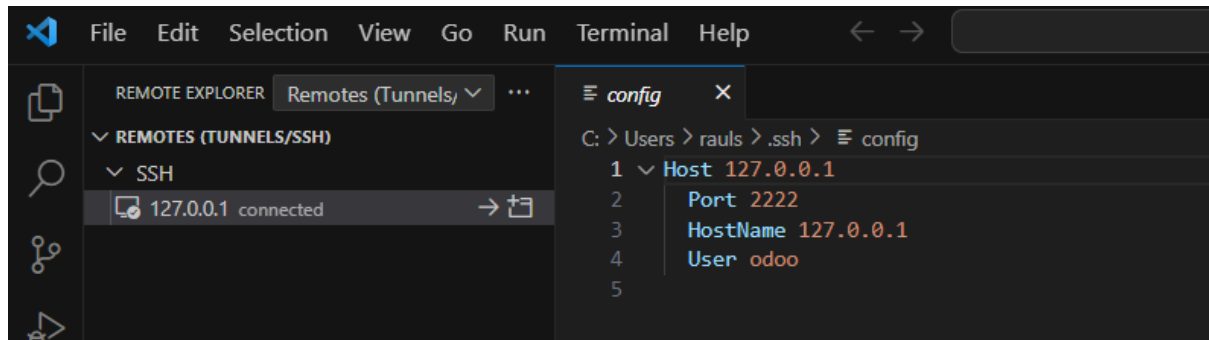 File Edit Selection View Go Run Terminal Help
REMOTE EXPLORER Remotes (Tunnels/ ···
REMOTES (TUNNELS/SSH)
SSH
127.0.0.1 connected
config
C: > Users > rauls > .ssh > config
1 Host 127.0.0.1
2 Port 2222
3 HostName 127.0.0.1
4 User odoo
5